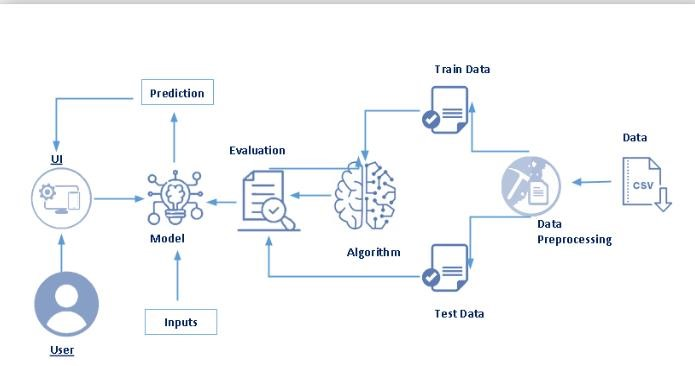 Train Data
Prediction
Data
Evaluation
UI
CSV
Model
Algorithm
Data
Preprocessing
Inputs
Test Data
User